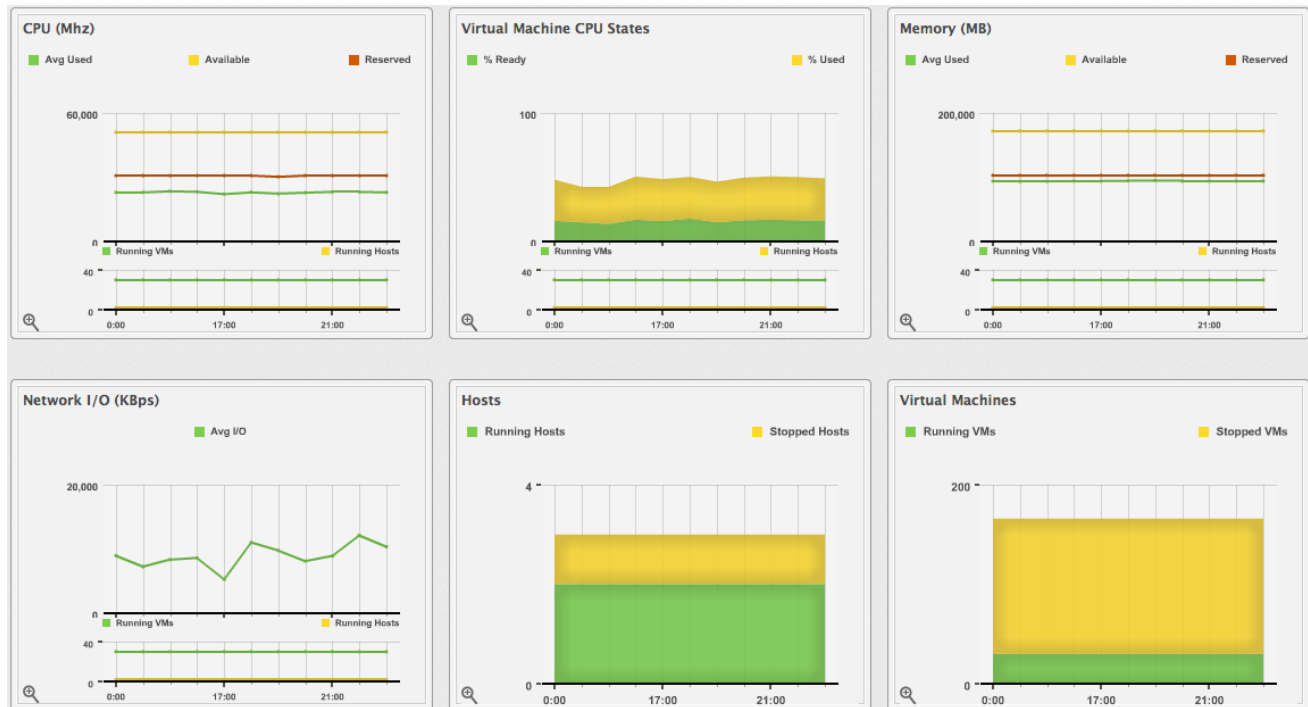 CPU (Mhz)
Avg Used Available Reserved
60,000
0
Running VMs Running Hosts
40
0
0:00 17:00 21:00
Virtual Machine CPU States
% Ready % Used
100
0
Running VMs Running Hosts
40
0
0:00 17:00 21:00
Memory (MB)
Avg Used Available Reserved
200,000
0
Running VMs Running Hosts
40
0
0:00 17:00 21:00
Network I/O (KBps)
Avg I/O
20,000
0
Running VMs Running Hosts
40
0
0:00 17:00 21:00
Hosts
Running Hosts Stopped Hosts
4
0
0:00 17:00 21:00
Virtual Machines
Running VMs Stopped VMs
200
0
0:00 17:00 21:00